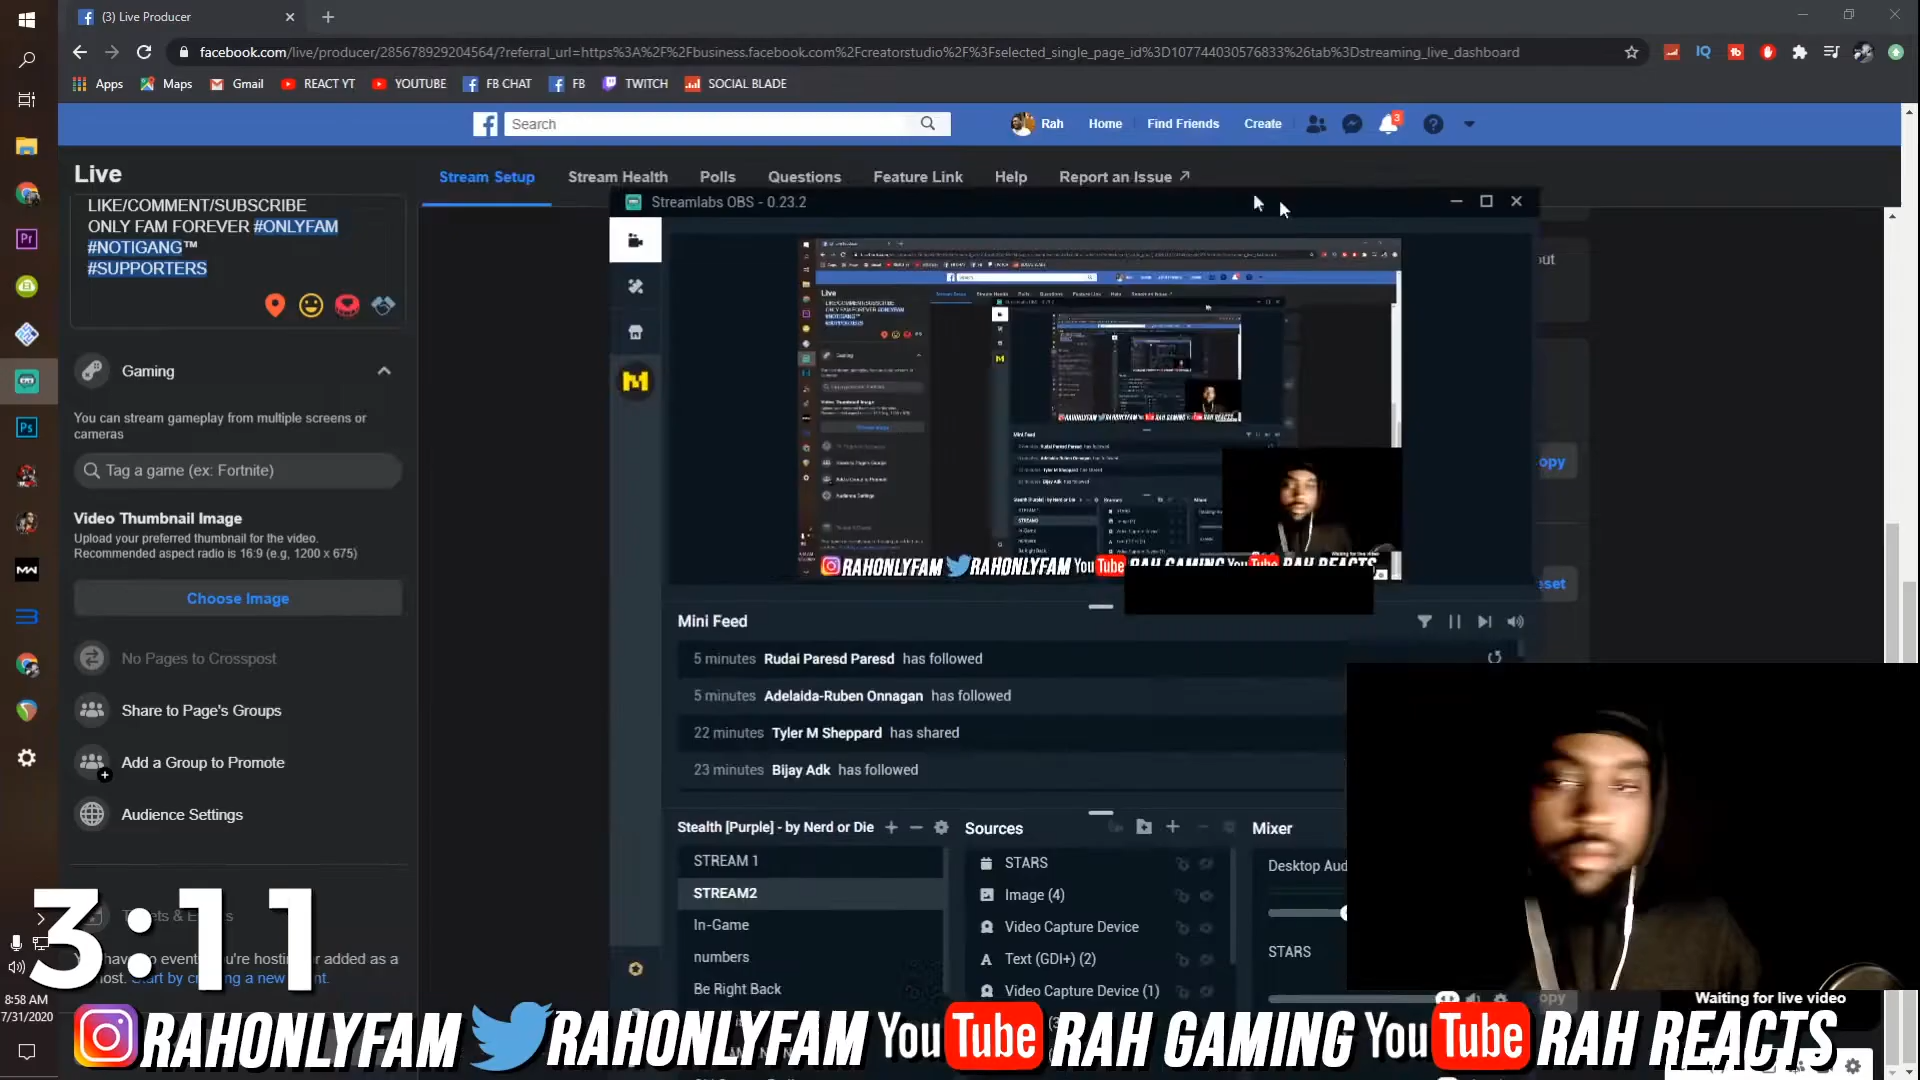 (3) Live Producer
facebook.com/live/producer/285678929204564/?referral_url=https%3A%2F%2Fbusiness.facebook.com%2Fcreatorstudio%2F%3Fselected_single_page_id%3D107744030576833%26tab%3Dstreaming_live_dashboard
Apps Maps Gmail REACT YT YOUTUBE FB CHAT FB TWITCH SOCIAL BLADE
Search
Rah Home Find Friends Create 3
Live
Stream Setup Stream Health Polls Questions Feature Link Help Report an Issue
LIKE/COMMENT/SUBSCRIBE
ONLY FAM FOREVER #ONLYFAM
#NOTIGANG™
#SUPPORTERS
Gaming
You can stream gameplay from multiple screens or
cameras
Tag a game (ex: Fortnite)
Video Thumbnail Image
Upload your preferred thumbnail for the video.
Recommended aspect radio is 16:9 (e.g, 1200 x 675)
Choose Image
No Pages to Crosspost
Share to Page's Groups
Add a Group to Promote
Audience Settings
Streamlabs OBS - 0.23.2
RAHONLYFAM RAHONLYFAM YouTube RAH GAMING YouTube RAH REACTS
Mini Feed
5 minutes Rudai Paresd Paresd has followed
5 minutes Adelaida-Ruben Onnagan has followed
22 minutes Tyler M Sheppard has shared
23 minutes Bijay Adk has followed
Stealth [Purple] - by Nerd or Die
STREAM 1
STREAM2
In-Game
numbers
Be Right Back
Sources
STARS
Image (4)
Video Capture Device
Text (GDI+) (2)
Video Capture Device (1)
Mixer
Desktop Aud
STARS
Waiting for live video
3:11
8:58 AM
7/31/2020
RAHONLYFAM RAHONLYFAM YouTube RAH GAMING YouTube RAH REACTS